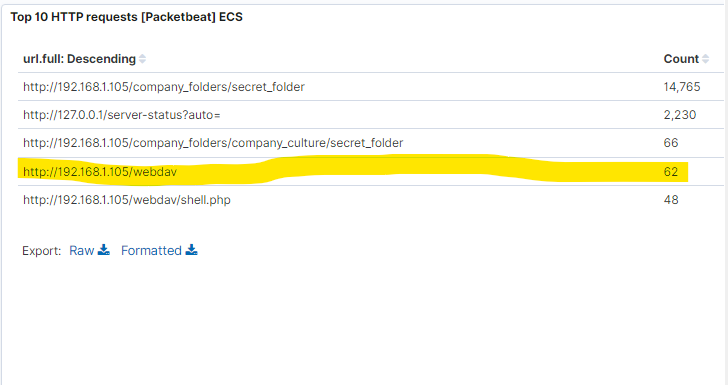 Top 10 HTTP requests [Packetbeat] ECS
url.full: Descending Count
http://192.168.1.105/company_folders/secret_folder 14,765
http://127.0.0.1/server-status?auto= 2,230
http://192.168.1.105/company_folders/company_culture/secret_folder 66
http://192.168.1.105/webdav 62
http://192.168.1.105/webdav/shell.php 48
Export: Raw Formatted